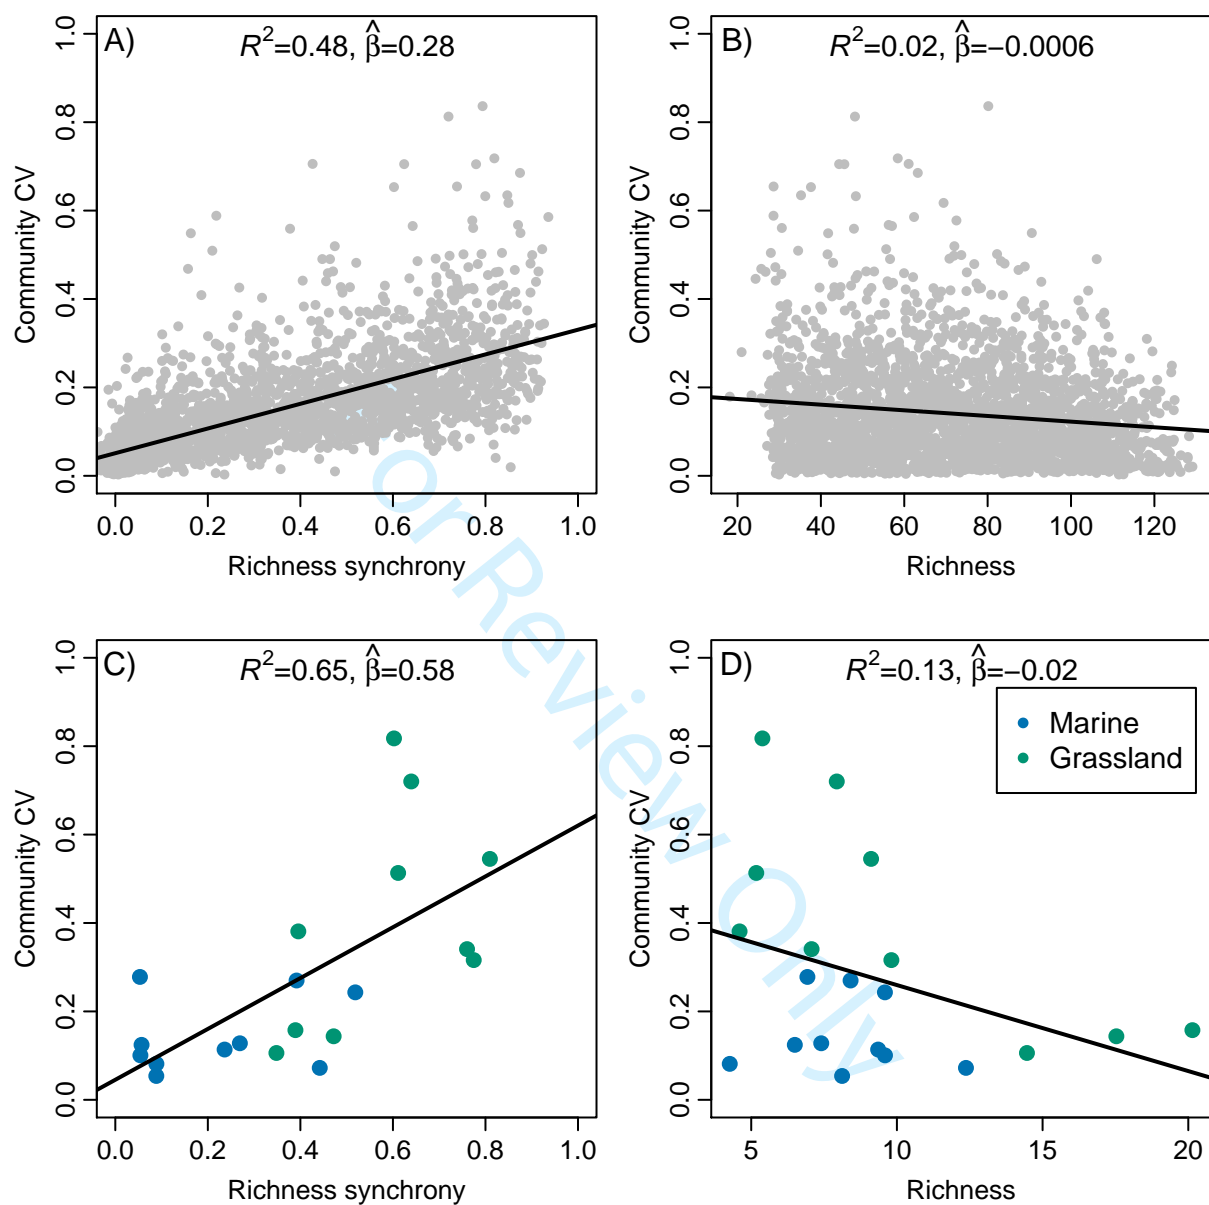 A)
R²=0.48, β̂=0.28
Community CV
0.0 0.2 0.4 0.6 0.8 1.0
0.0 0.2 0.4 0.6 0.8 1.0
Richness synchrony
B)
R²=0.02, β̂=−0.0006
Community CV
0.0 0.2 0.4 0.6 0.8 1.0
20 40 60 80 100 120
Richness
C)
R²=0.65, β̂=0.58
Community CV
0.0 0.2 0.4 0.6 0.8 1.0
0.0 0.2 0.4 0.6 0.8 1.0
Richness synchrony
D)
R²=0.13, β̂=−0.02
Marine
Grassland
Community CV
0.0 0.2 0.4 0.6 0.8 1.0
5 10 15 20
Richness
or Review Only